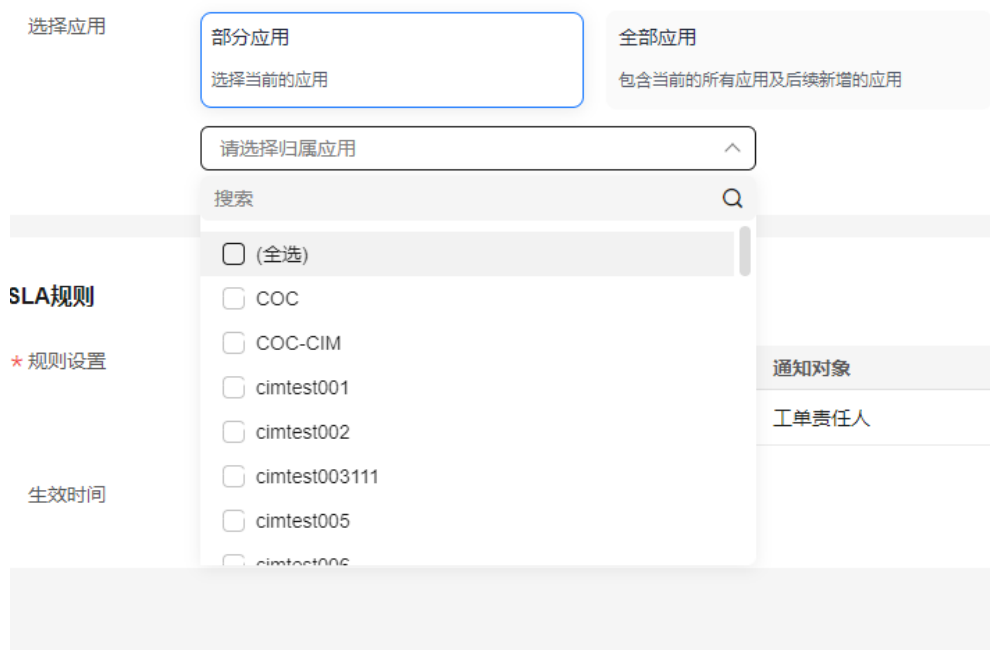 选择应用
部分应用
选择当前的应用
全部应用
包含当前的所有应用及后续新增的应用
请选择归属应用
搜索
(全选)
COC
COC-CIM
cimtest001
cimtest002
cimtest003111
cimtest005
cimtest006
SLA规则
* 规则设置
通知对象
工单责任人
生效时间